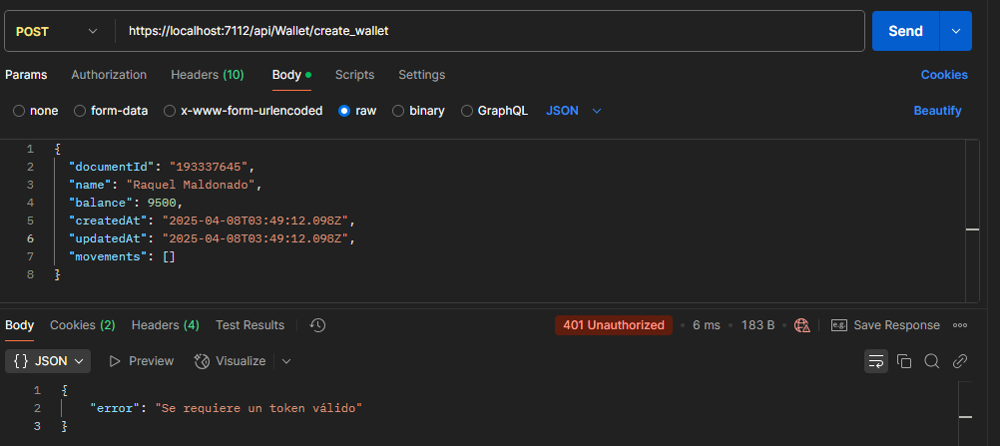 POST https://localhost:7112/api/Wallet/create_wallet Send
Params Authorization Headers (10) Body Scripts Settings Cookies
none form-data x-www-form-urlencoded raw binary GraphQL JSON Beautify
1 {
2 "documentId": "193337645",
3 "name": "Raquel Maldonado",
4 "balance": 9500,
5 "createdAt": "2025-04-08T03:49:12.098Z",
6 "updatedAt": "2025-04-08T03:49:12.098Z",
7 "movements": []
8 }
Body Cookies (2) Headers (4) Test Results 401 Unauthorized • 6 ms • 183 B • e.g. Save Response
{} JSON Preview Visualize
1 {
2 "error": "Se requiere un token válido"
3 }